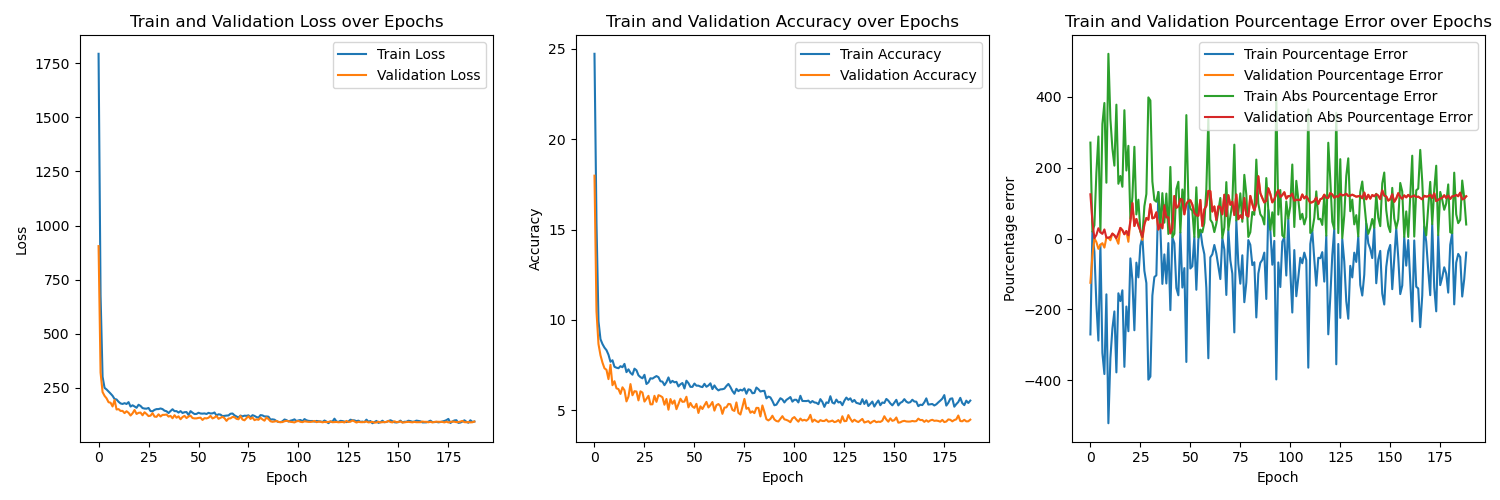 Train and Validation Loss over Epochs
Train Loss
Validation Loss
1750
1500
1250
1000
750
500
250
Loss
0 25 50 75 100 125 150 175
Epoch
Train and Validation Accuracy over Epochs
Train Accuracy
Validation Accuracy
25
20
15
10
5
Accuracy
0 25 50 75 100 125 150 175
Epoch
Train and Validation Pourcentage Error over Epochs
Train Pourcentage Error
Validation Pourcentage Error
Train Abs Pourcentage Error
Validation Abs Pourcentage Error
400
200
0
−200
−400
Pourcentage error
0 25 50 75 100 125 150 175
Epoch